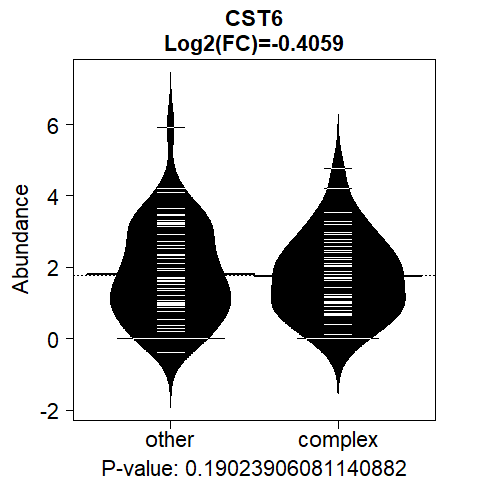 CST6
Log2(FC)=-0.4059
Abundance
6
4
2
0
-2
other complex
P-value: 0.19023906081140882